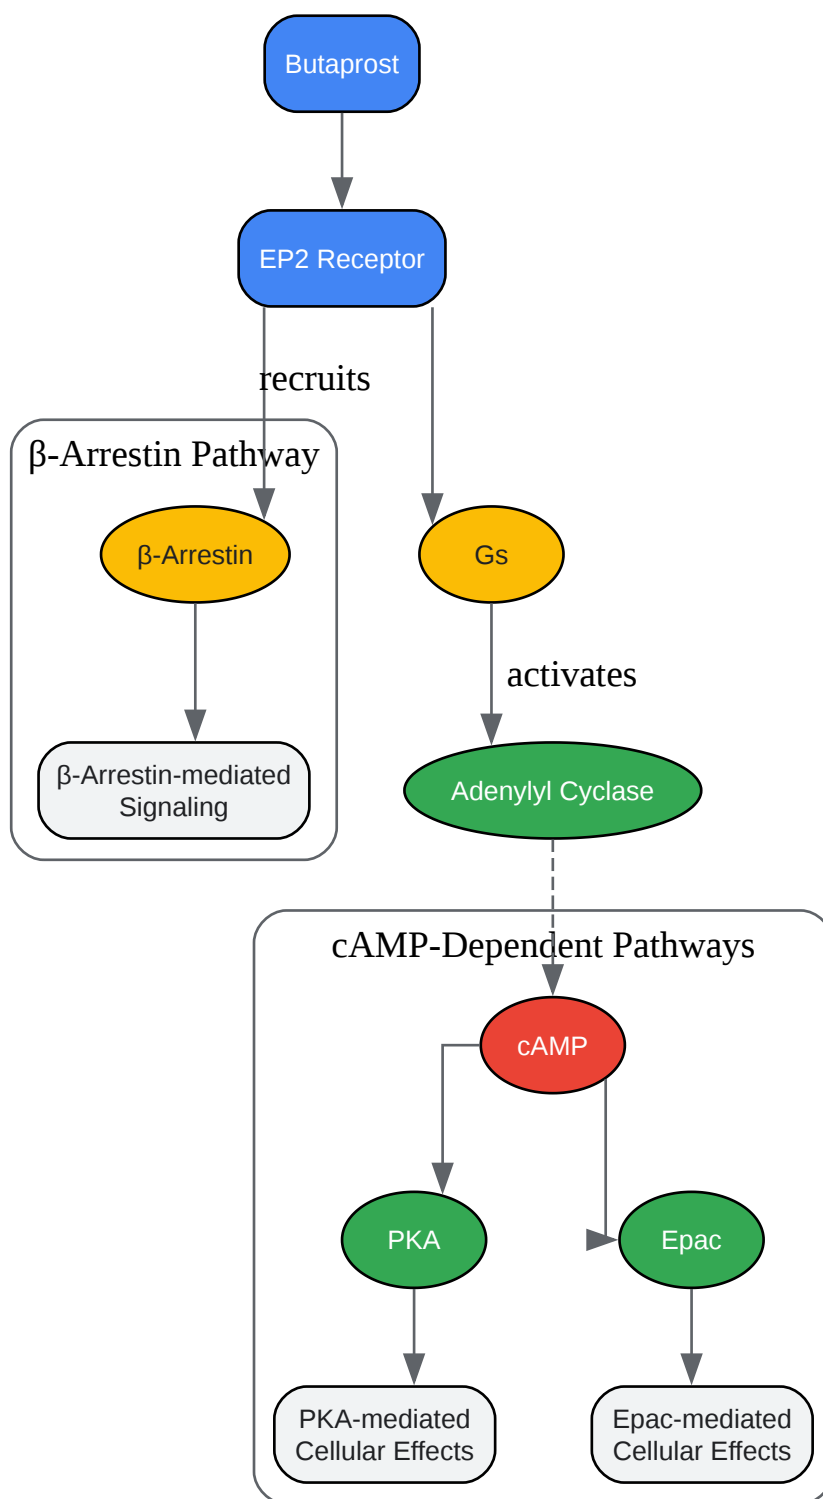 Butaprost
EP2 Receptor
recruits
β-Arrestin Pathway
β-Arrestin
Gs
activates
β-Arrestin-mediated
Signaling
Adenylyl Cyclase
cAMP-Dependent Pathways
cAMP
PKA
Epac
PKA-mediated
Cellular Effects
Epac-mediated
Cellular Effects